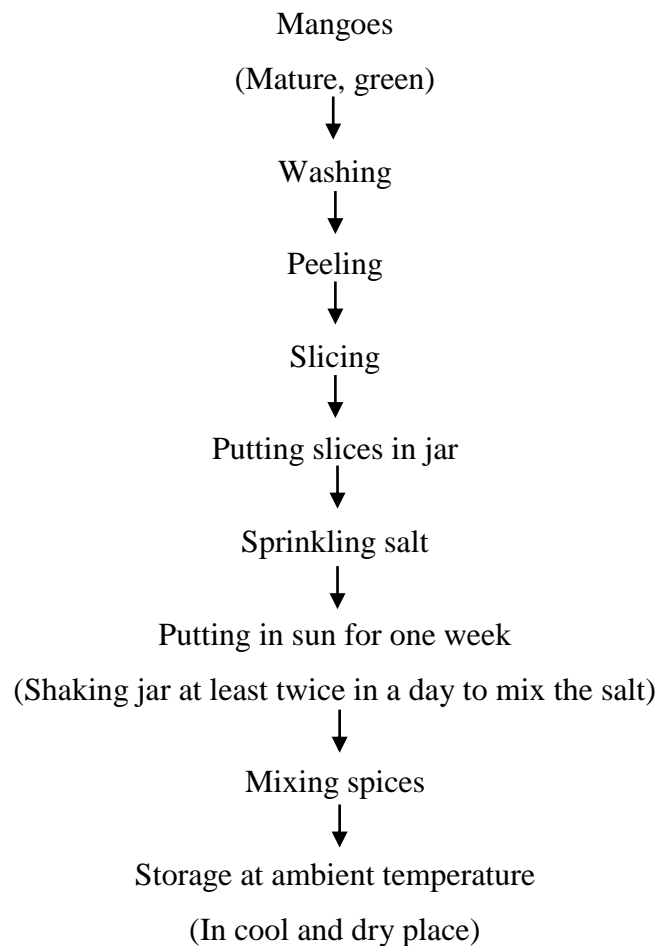 Mangoes
(Mature, green)
Washing
Peeling
Slicing
Putting slices in jar
Sprinkling salt
Putting in sun for one week
(Shaking jar at least twice in a day to mix the salt)
Mixing spices
Storage at ambient temperature
(In cool and dry place)